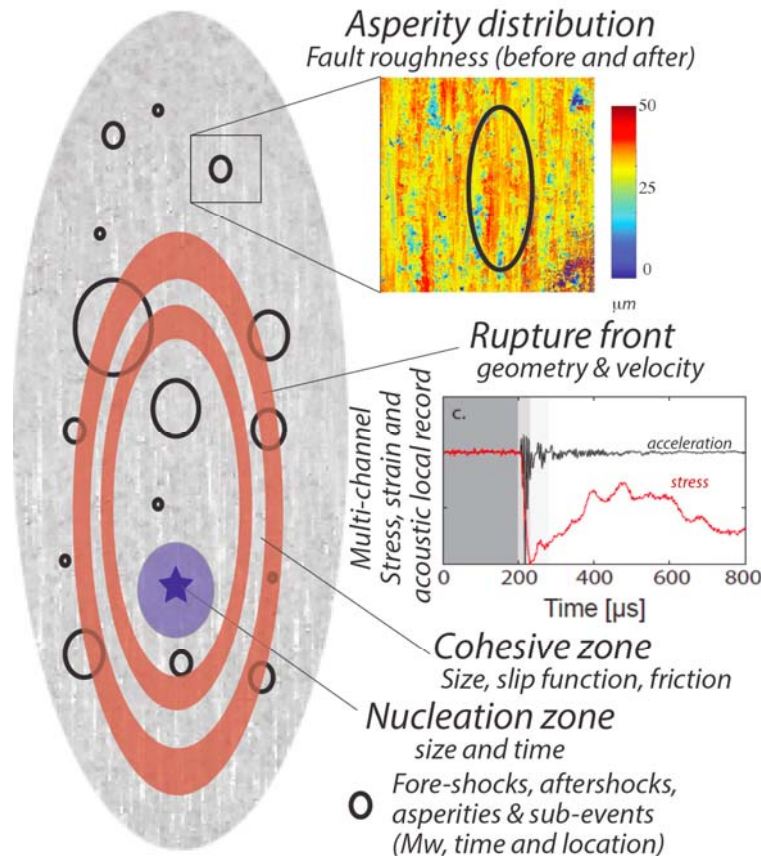 Asperity distribution
Fault roughness (before and after)
50
25
0
μm
Rupture front
geometry & velocity
Multi-channel
Stress, strain and
acoustic local record
c.
acceleration
stress
0 200 400 600 800
Time [μs]
Cohesive zone
Size, slip function, friction
Nucleation zone
size and time
Fore-shocks, aftershocks,
asperities & sub-events
(Mw, time and location)